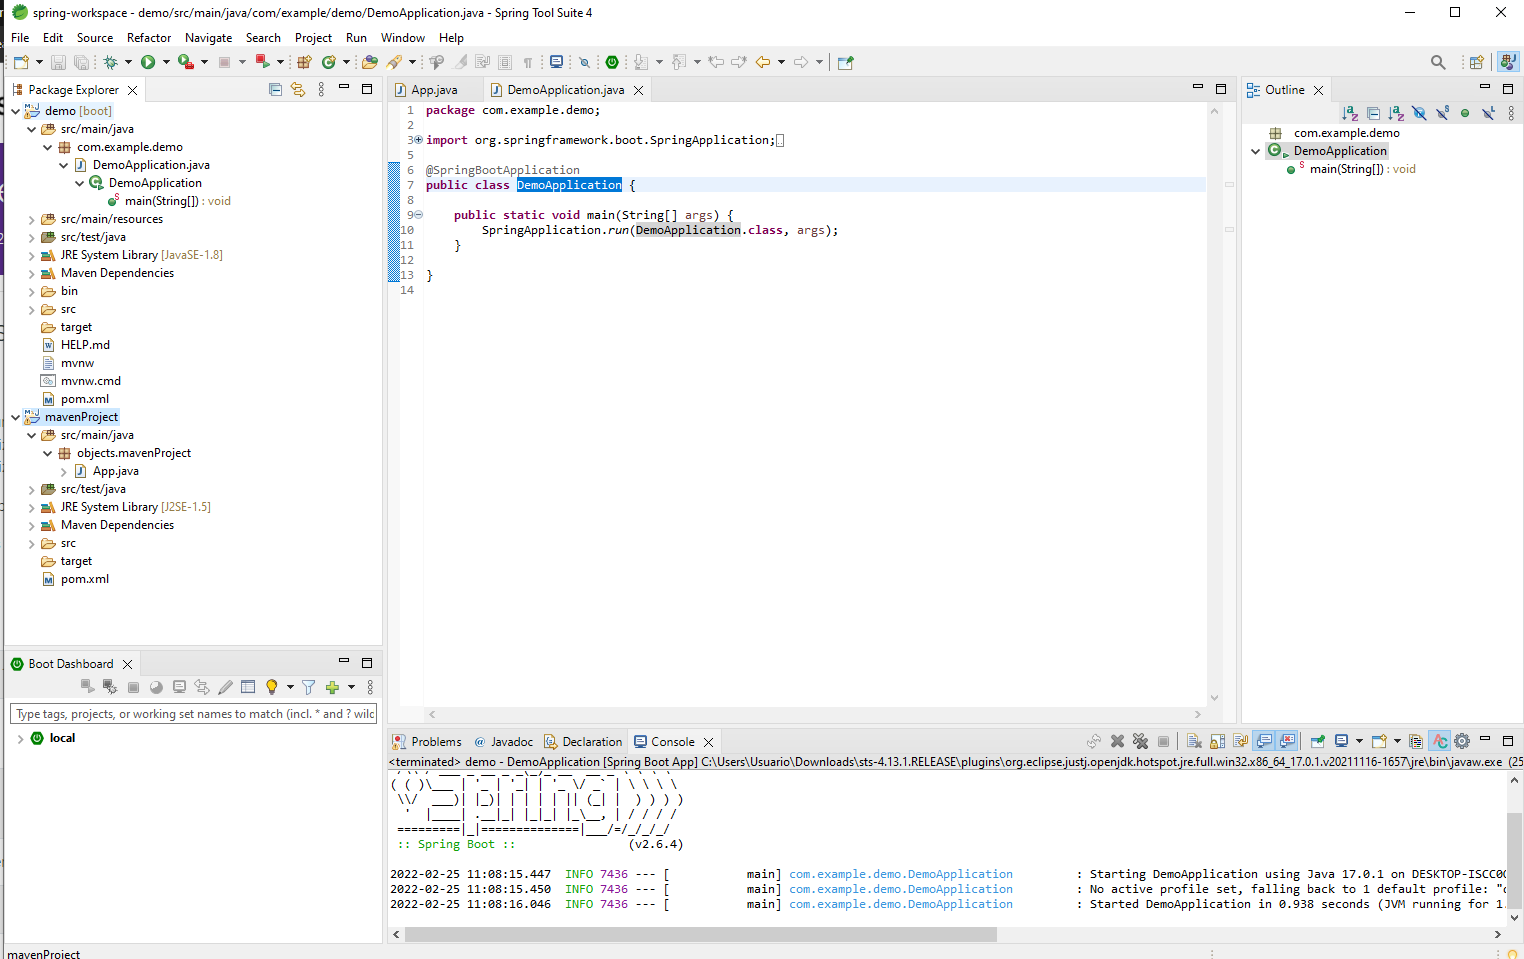 spring-workspace - demo/src/main/java/com/example/demo/DemoApplication.java - Spring Tool Suite 4
File Edit Source Refactor Navigate Search Project Run Window Help
Package Explorer
demo [boot]
src/main/java
com.example.demo
DemoApplication.java
DemoApplication
main(String[]) : void
src/main/resources
src/test/java
JRE System Library [JavaSE-1.8]
Maven Dependencies
bin
src
target
HELP.md
mvnw
mvnw.cmd
pom.xml
mavenProject
src/main/java
objects.mavenProject
App.java
src/test/java
JRE System Library [J2SE-1.5]
Maven Dependencies
src
target
pom.xml
Boot Dashboard
Type tags, projects, or working set names to match (incl. * and ? wilc
local
App.java DemoApplication.java
1 package com.example.demo;
2
3 import org.springframework.boot.SpringApplication;
5
6 @SpringBootApplication
7 public class DemoApplication {
8
9 public static void main(String[] args) {
10 SpringApplication.run(DemoApplication.class, args);
11 }
12
13 }
14
Outline
com.example.demo
DemoApplication
main(String[]) : void
Problems @ Javadoc Declaration Console
<terminated> demo - DemoApplication [Spring Boot App] C:\Users\Usuario\Downloads\sts-4.13.1.RELEASE\plugins\org.eclipse.justj.openjdk.hotspot.jre.full.win32.x86_64_17.0.1.v20211116-1657\jre\bin\javaw.exe (25
( ( )\___ | '_ | '_| | '_ \/ _` | \ \ \ \
\\/ ___)| |_)| | | | | || (_| | ) ) ) )
' |____| .__|_| |_|_| |_\__, | / / / /
=========|_|==============|___/=/_/_/_/
:: Spring Boot :: (v2.6.4)
2022-02-25 11:08:15.447 INFO 7436 --- [ main] com.example.demo.DemoApplication : Starting DemoApplication using Java 17.0.1 on DESKTOP-ISCC0
2022-02-25 11:08:15.450 INFO 7436 --- [ main] com.example.demo.DemoApplication : No active profile set, falling back to 1 default profile: "d
2022-02-25 11:08:16.046 INFO 7436 --- [ main] com.example.demo.DemoApplication : Started DemoApplication in 0.938 seconds (JVM running for 1.
mavenProject